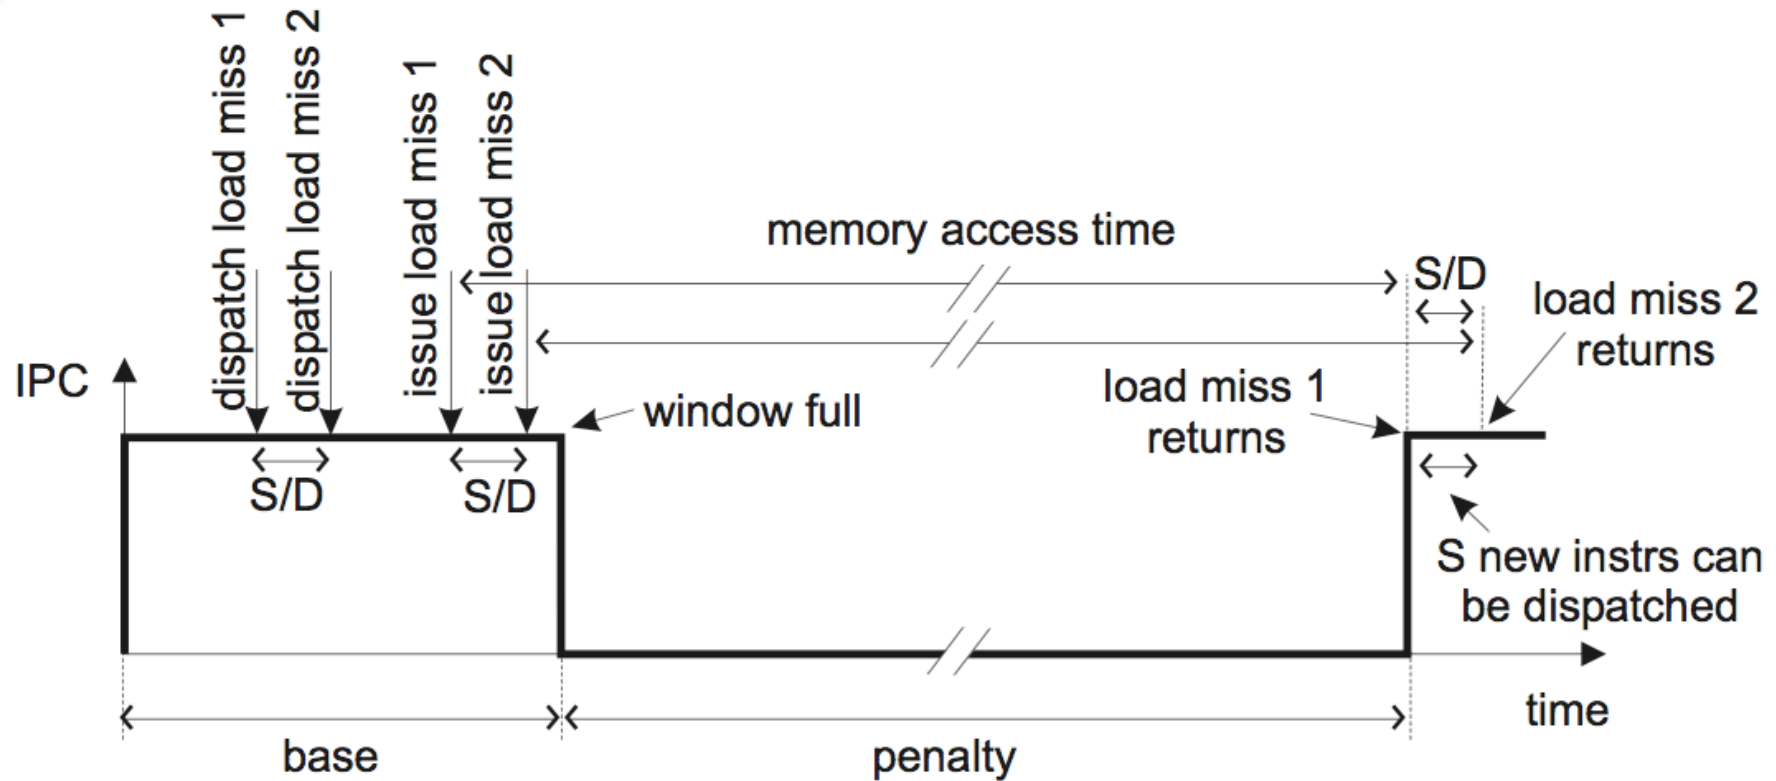 dispatch load miss 1
dispatch load miss 2
issue load miss 1
issue load miss 2
memory access time
S/D
load miss 2
returns
IPC
window full
load miss 1
returns
S/D
S/D
S new instrs can
be dispatched
time
base
penalty